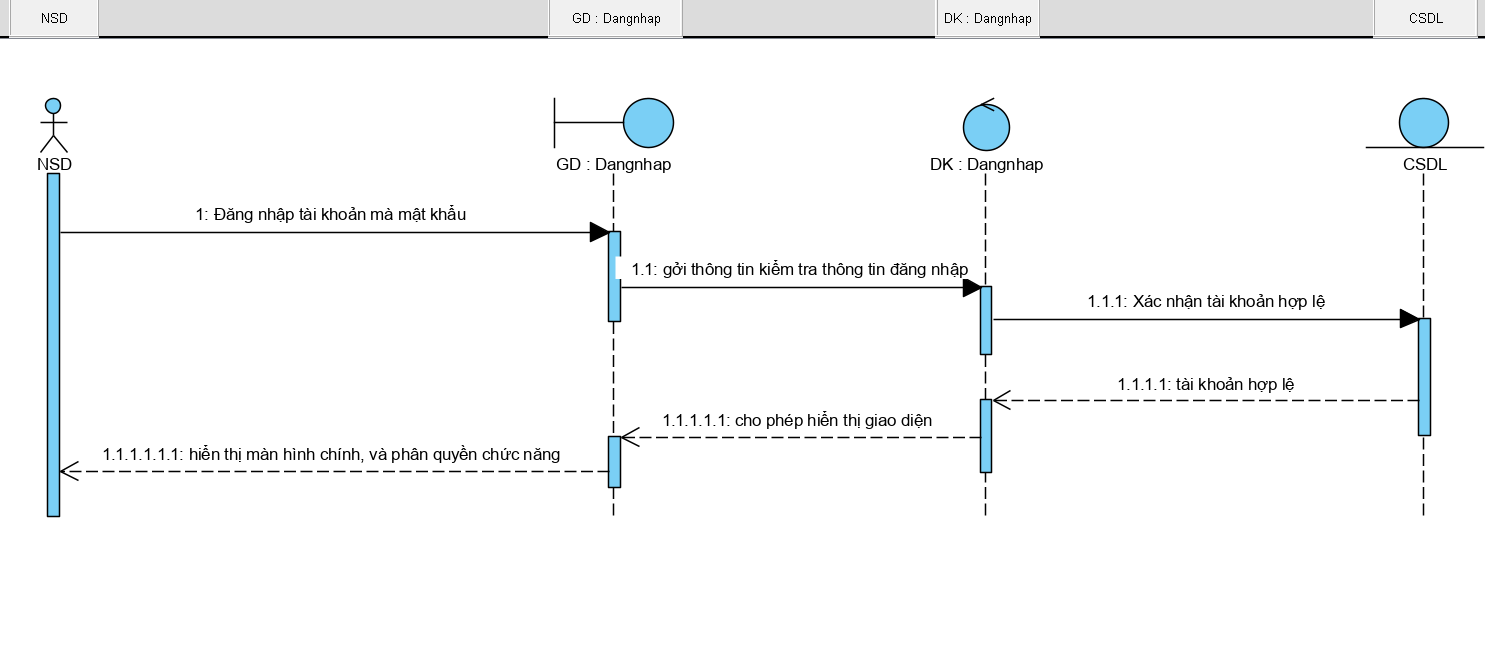 NSD
GD : Dangnhap
DK : Dangnhap
CSDL
NSD
GD : Dangnhap
DK : Dangnhap
CSDL
1: Đăng nhập tài khoản mà mật khẩu
1.1: gởi thông tin kiểm tra thông tin đăng nhập
1.1.1: Xác nhận tài khoản hợp lệ
1.1.1.1: tài khoản hợp lệ
1.1.1.1.1: cho phép hiển thị giao diện
1.1.1.1.1.1: hiển thị màn hình chính, và phân quyền chức năng